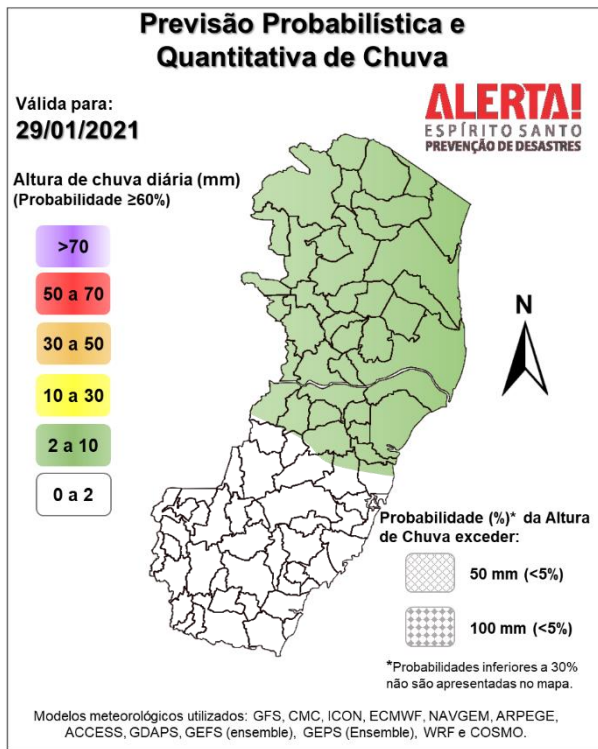 Previsão Probabilística e
Quantitativa de Chuva
Válida para:
29/01/2021
ALERTA!
ESPÍRITO SANTO
PREVENÇÃO DE DESASTRES
Altura de chuva diária (mm)
(Probabilidade ≥60%)
>70
50 a 70
30 a 50
10 a 30
2 a 10
0 a 2
N
Probabilidade (%)* da Altura
de Chuva exceder:
50 mm (<5%)
100 mm (<5%)
*Probabilidades inferiores a 30%
não são apresentadas no mapa.
Modelos meteorológicos utilizados: GFS, CMC, ICON, ECMWF, NAVGEM, ARPEGE,
ACCESS, GDAPS, GEFS (ensemble), GEPS (Ensemble), WRF e COSMO.